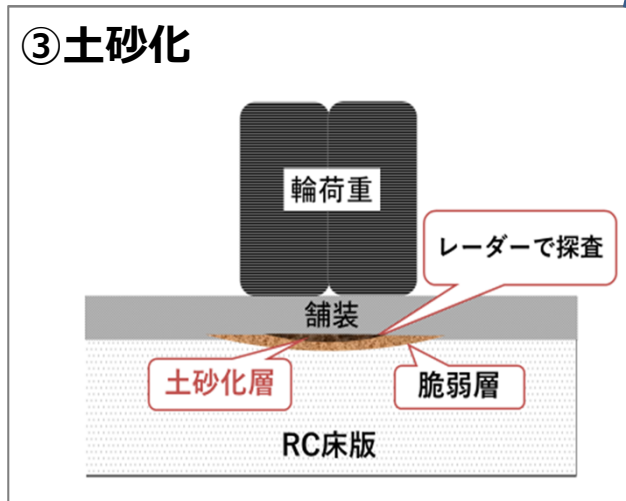 ③土砂化
輪荷重
レーダーで探査
舗装
土砂化層
脆弱層
RC床版